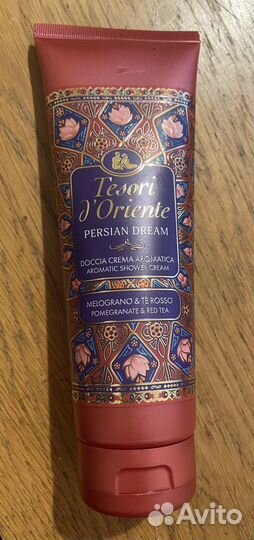 Tesori
d'Oriente
PERSIAN DREAM
DOCCIA CREMA AROMATICA
AROMATIC SHOWER CREAM
MELOGRANO & TÈ ROSSO
POMEGRANATE & RED TEA
Avito